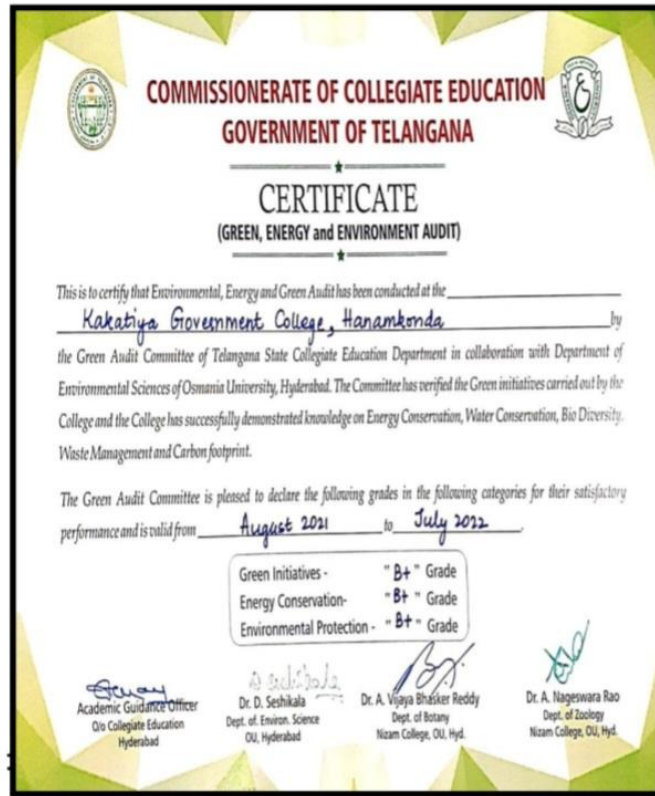 COMMISSIONERATE OF COLLEGIATE EDUCATION
GOVERNMENT OF TELANGANA
CERTIFICATE
(GREEN, ENERGY and ENVIRONMENT AUDIT)
This is to certify that Environmental, Energy and Green Audit has been conducted at the
Kakatiya Government College, Hanamkonda by
the Green Audit Committee of Telangana State Collegiate Education Department in collaboration with Department of
Environmental Sciences of Osmania University, Hyderabad. The Committee has verified the Green initiatives carried out by the
College and the College has successfully demonstrated knowledge on Energy Conservation, Water Conservation, Bio Diversity,
Waste Management and Carbon footprint.
The Green Audit Committee is pleased to declare the following grades in the following categories for their satisfactory
performance and is valid from August 2021 to July 2022.
Green Initiatives - "B+" Grade
Energy Conservation- "B+" Grade
Environmental Protection - "B+" Grade
Academic Guidance Officer
O/o Collegiate Education
Hyderabad
Dr. D. Seshikala
Dept. of Environ. Science
OU, Hyderabad
Dr. A. Vijaya Bhasker Reddy
Dept. of Botany
Nizam College, OU, Hyd.
Dr. A. Nageswara Rao
Dept. of Zoology
Nizam College, OU, Hyd.